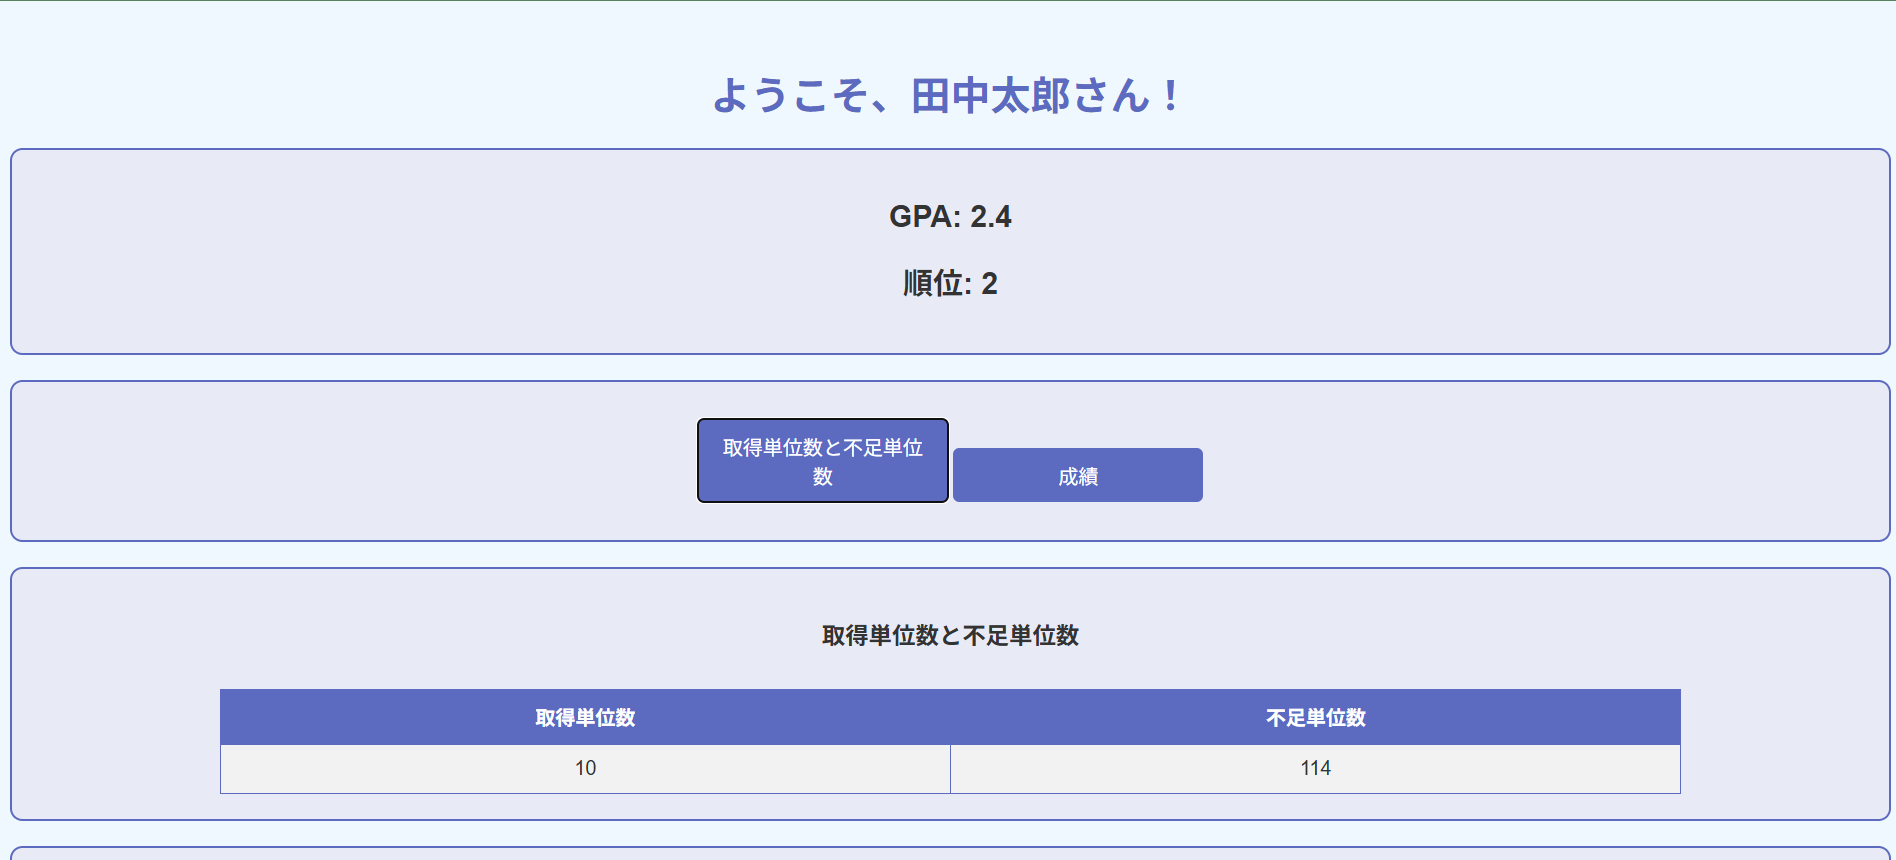 ようこそ、田中太郎さん！
GPA: 2.4
順位: 2
取得単位数と不足単位
数
成績
取得単位数と不足単位数
取得単位数 不足単位数
10 114